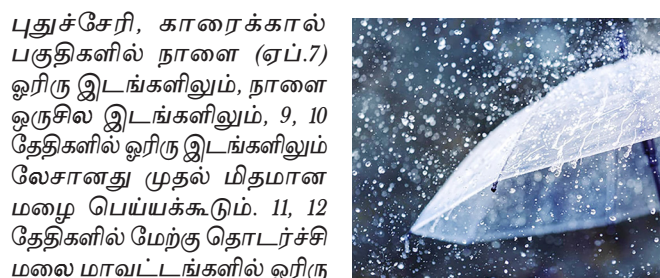 புதுச்சேரி, காரைக்கால்
பகுதிகளில் நாளை (ஏப்.7)
ஓரிரு இடங்களிலும், நாளை
ஒருசில இடங்களிலும், 9, 10
தேதிகளில் ஓரிரு இடங்களிலும்
லேசானது முதல் மிதமான
மழை பெய்யக்கூடும். 11, 12
தேதிகளில் மேற்கு தொடர்ச்சி
மலை மாவட்டங்களில் ஓரிரு